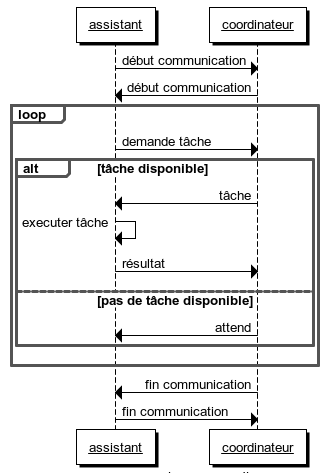 assistant coordinateur
début communication
début communication
loop
demande tâche
alt [tâche disponible]
tâche
executer tâche
résultat
[pas de tâche disponible]
attend
fin communication
fin communication
assistant coordinateur